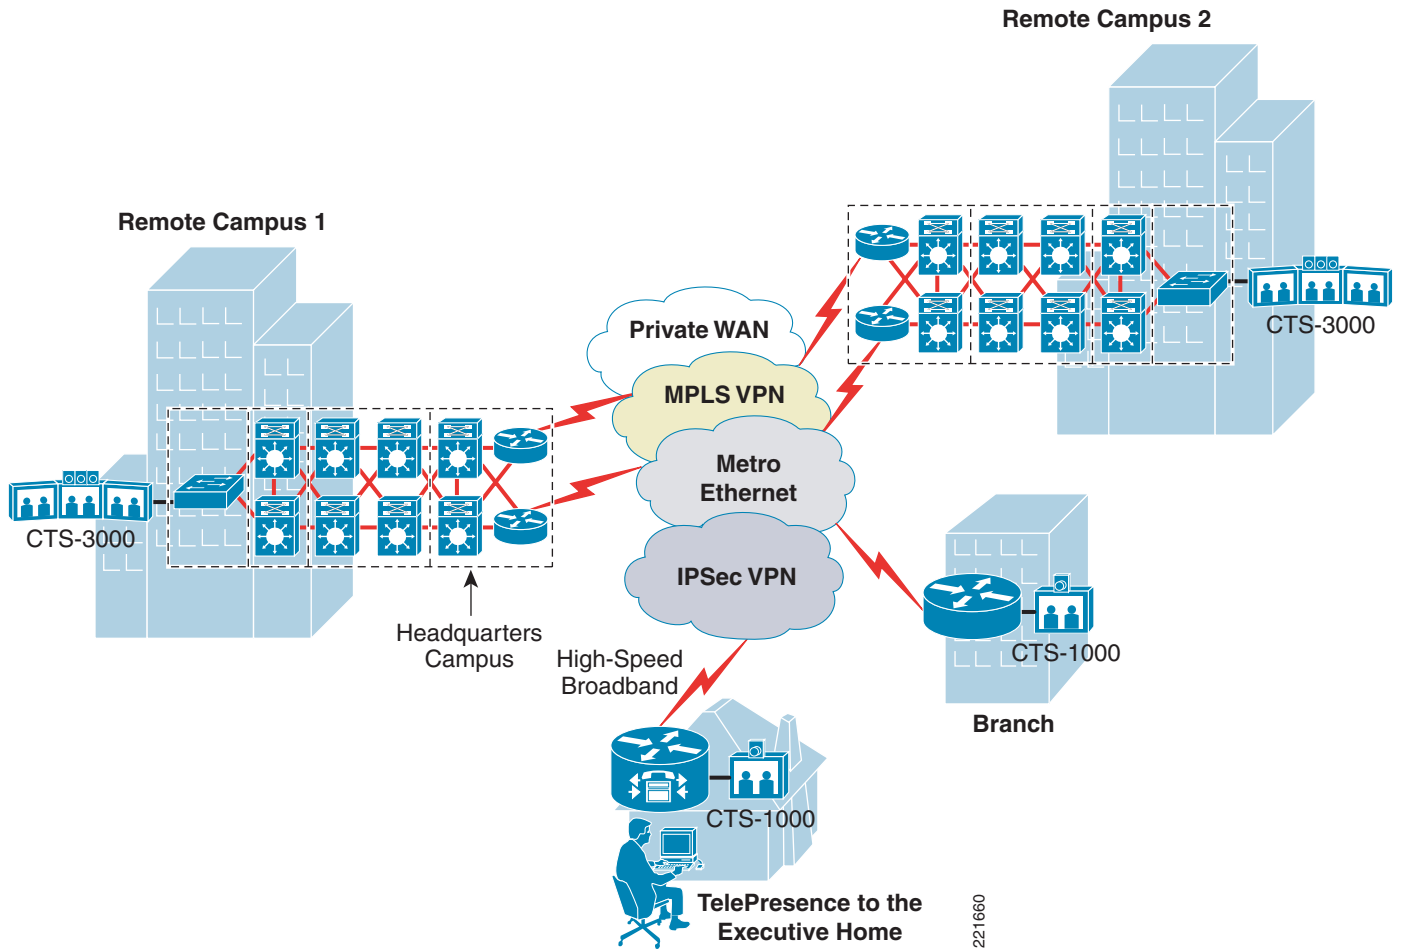 Remote Campus 2
Remote Campus 1
Private WAN
CTS-3000
MPLS VPN
Metro
Ethernet
CTS-3000
IPSec VPN
Headquarters
Campus
High-Speed
Broadband
CTS-1000
Branch
CTS-1000
TelePresence to the
Executive Home
221660